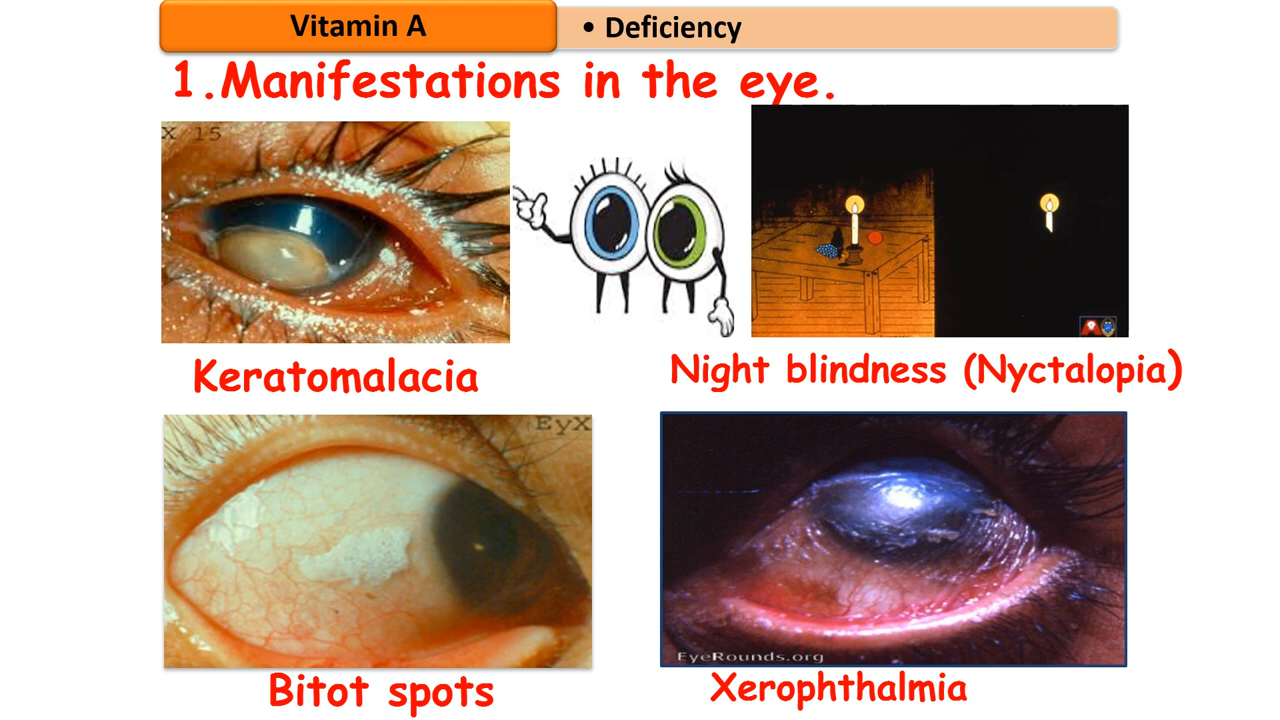 Vitamin A
• Deficiency
1.Manifestations in the eye.
X 15
Keratomalacia
Night blindness (Nyctalopia)
EyX
Bitot spots
EyeRounds.org
Xerophthalmia